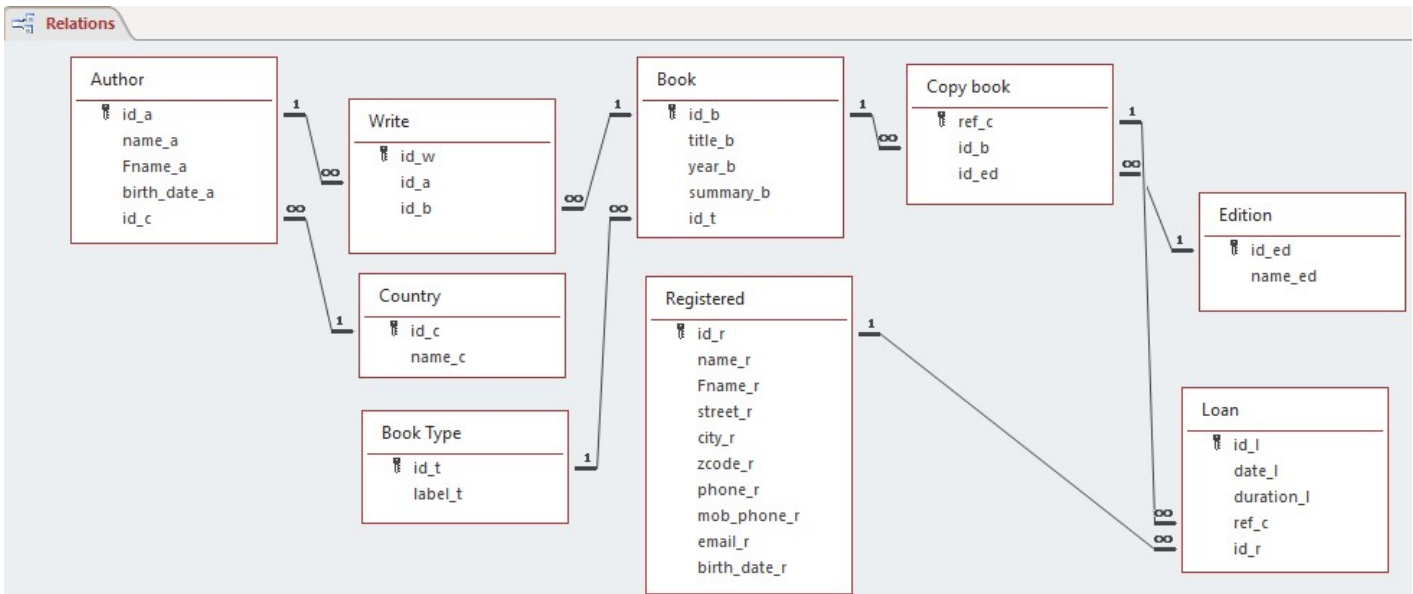 Relations
Author
id_a
name_a
Fname_a
birth_date_a
id_c
1
∞
∞
Write
id_w
id_a
id_b
1
∞
Country
id_c
name_c
1
Book Type
id_t
label_t
1
Book
id_b
title_b
year_b
summary_b
id_t
∞
1
∞
Registered
id_r
name_r
Fname_r
street_r
city_r
zcode_r
phone_r
mob_phone_r
email_r
birth_date_r
1
Copy book
ref_c
id_b
id_ed
1
∞
Edition
id_ed
name_ed
1
Loan
id_l
date_l
duration_l
ref_c
id_r
∞
∞